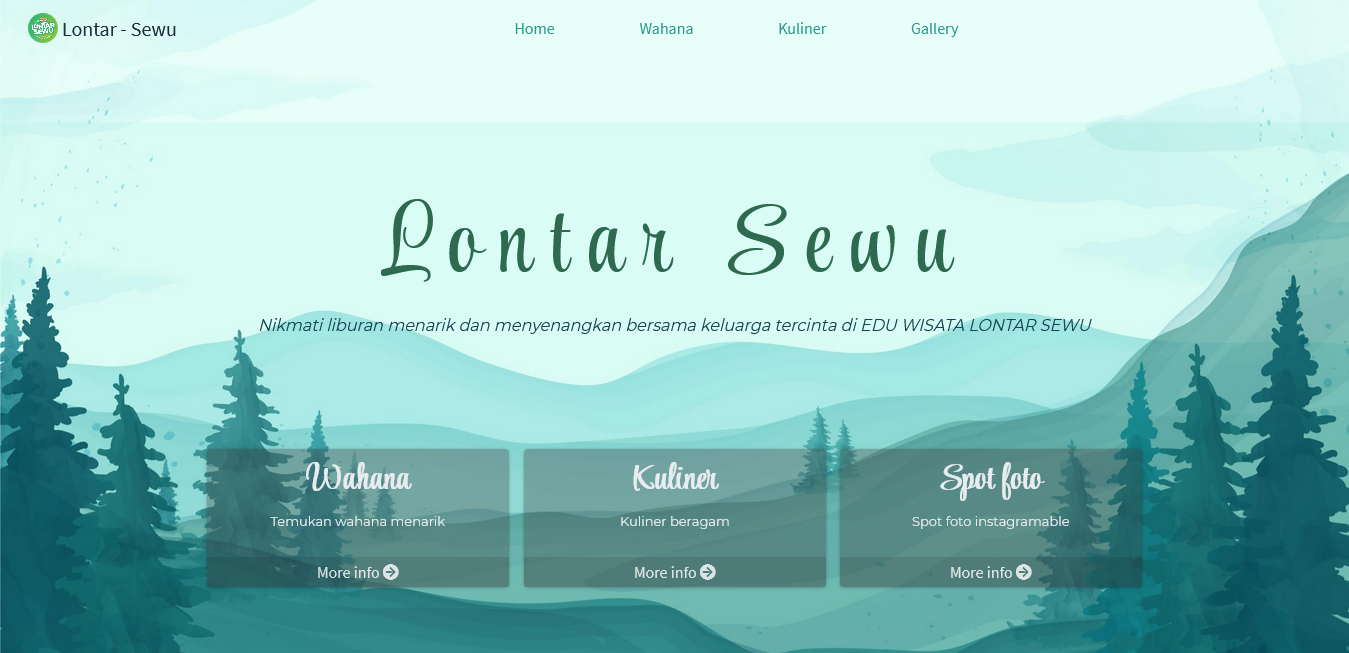 LONTAR
SEWU
Lontar - Sewu
Home
Wahana
Kuliner
Gallery
Lontar Sewu
Nikmati liburan menarik dan menyenangkan bersama keluarga tercinta di EDU WISATA LONTAR SEWU
Wahana
Temukan wahana menarik
More info
Kuliner
Kuliner beragam
More info
Spot foto
Spot foto instagramable
More info